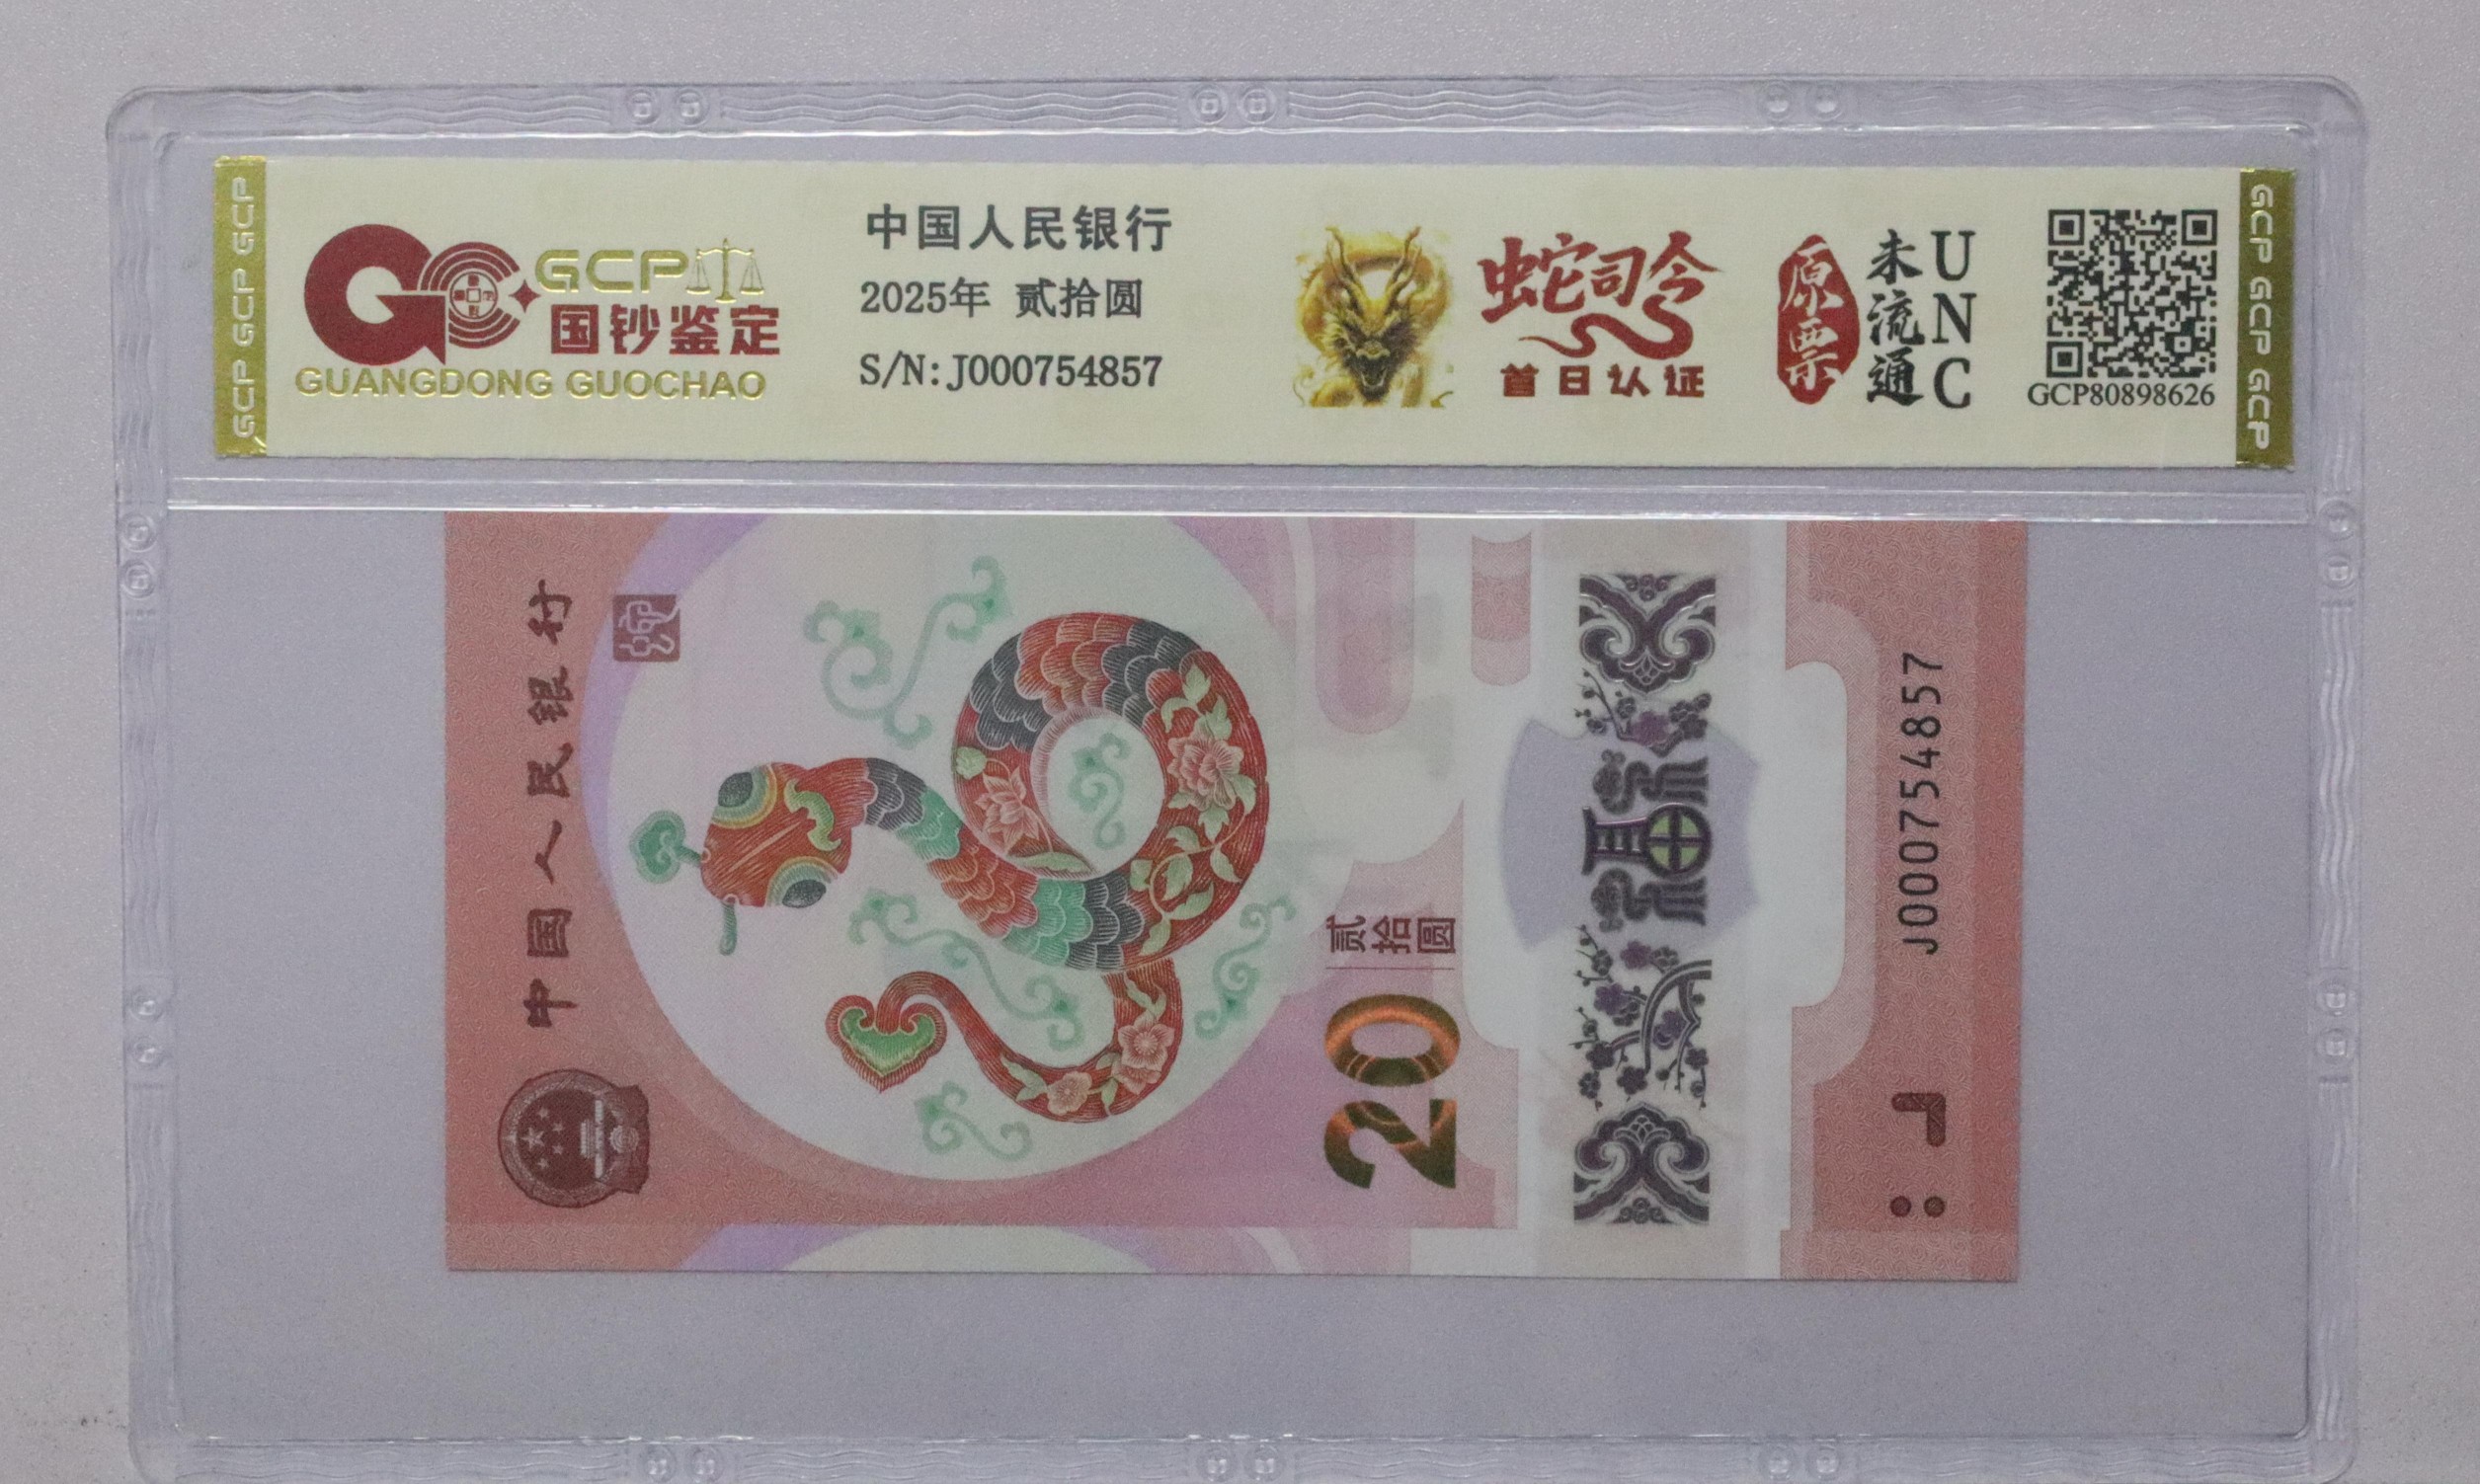 GCP GCP GCP
GCP
国钞鉴定
GUANGDONG GUOCHAO
中国人民银行
2025年 贰拾圆
S/N:J000754857
蛇司令
首日认证
原票
未流通
UNC
GCP80898626
GCP GCP GCP
中国人民银行
20
贰拾圆
福
J000754857